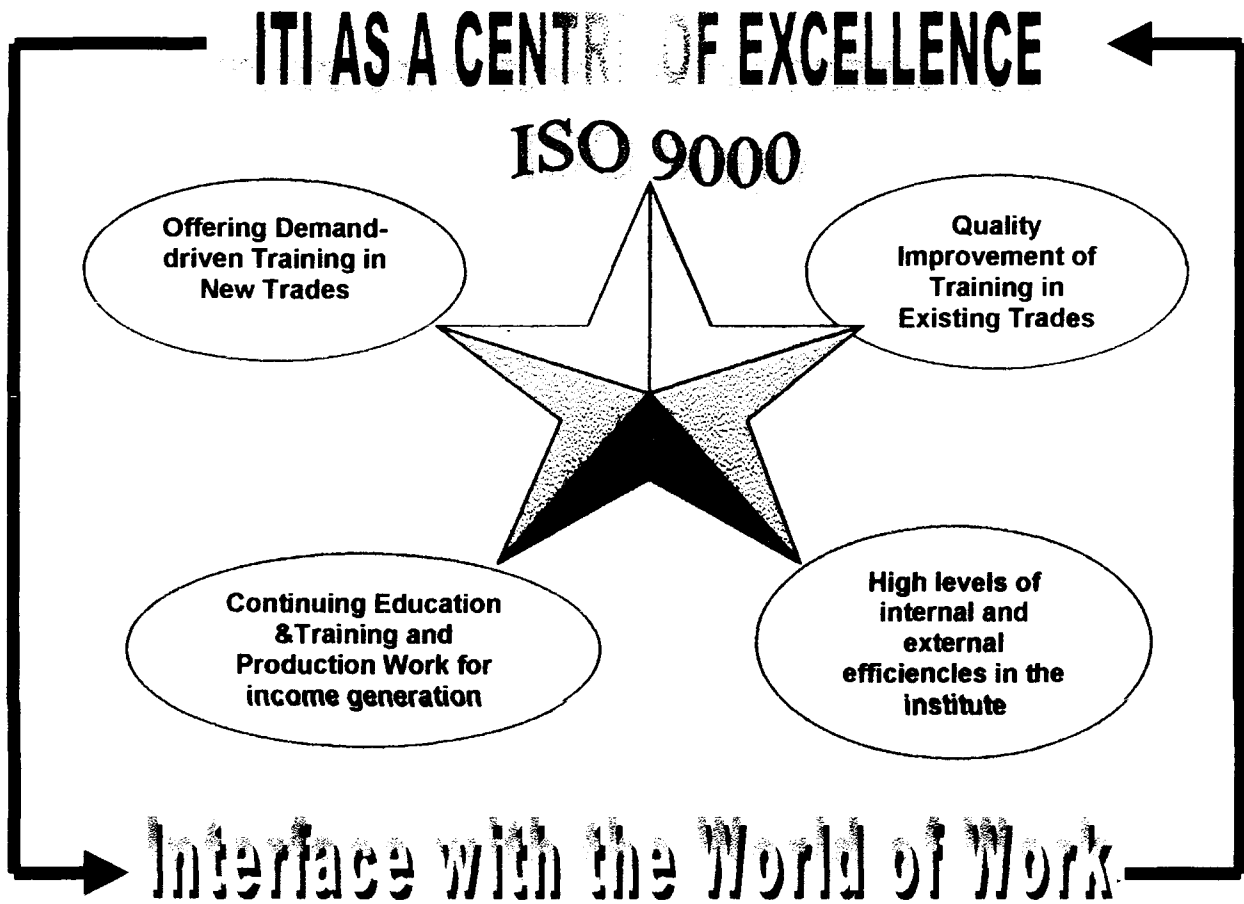 ITI AS A CENTRE OF EXCELLENCE
ISO 9000
Offering Demand-
driven Training in
New Trades
Quality
Improvement of
Training in
Existing Trades
Continuing Education
&Training and
Production Work for
income generation
High levels of
internal and
external
efficiencies in the
institute
Interface with the World of Work